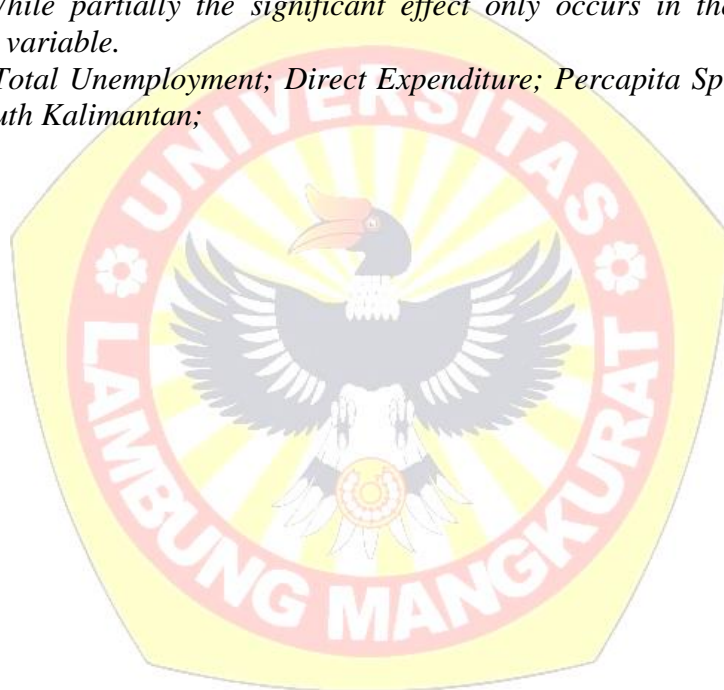 While partially the significant effect only occurs in the
variable.
Total Unemployment; Direct Expenditure; Percapita Sp
uth Kalimantan;
UNIVERSITAS
LAMBUNG MANGKURAT